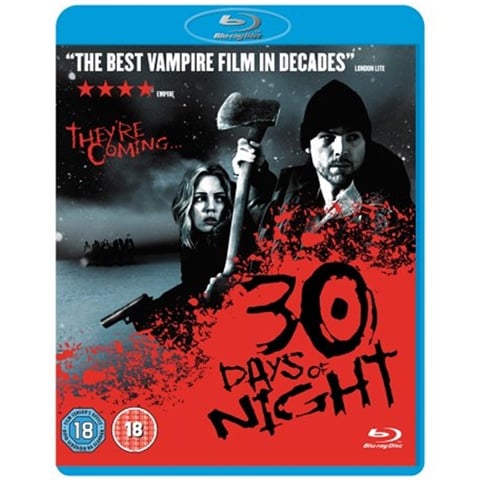 Blu-ray Disc
"THE BEST VAMPIRE FILM IN DECADES"
LONDON LITE
EMPIRE
THEY'RE
COMING...
30
DAYS OF
NIGHT
18
18
Blu-ray Disc